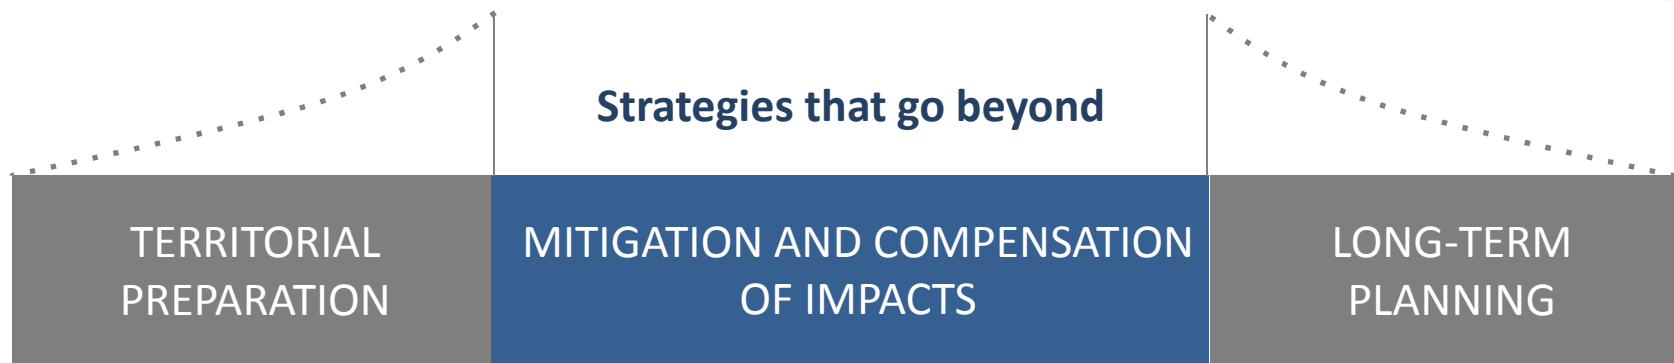 Strategies that go beyond
TERRITORIAL
PREPARATION
MITIGATION AND COMPENSATION
OF IMPACTS
LONG-TERM
PLANNING